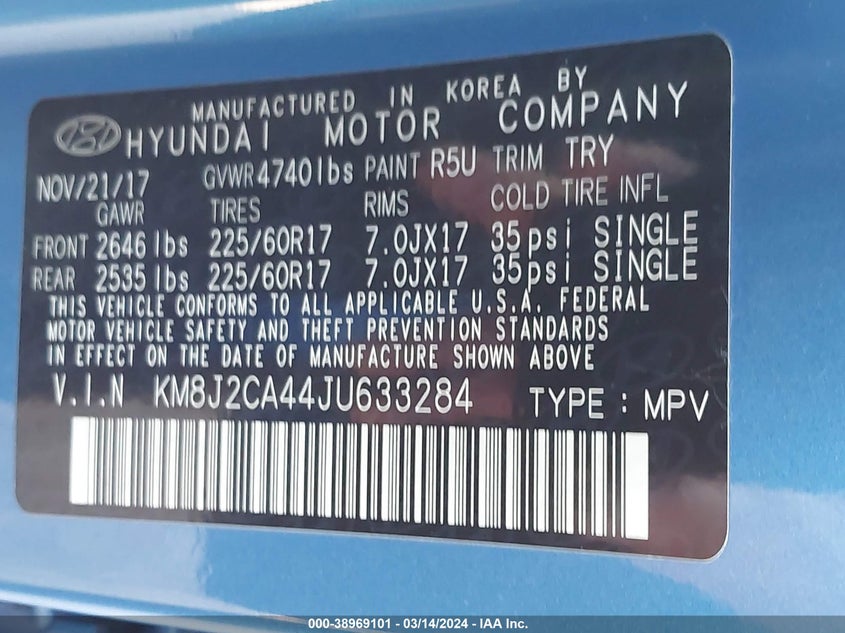 MANUFACTURED IN KOREA BY
HYUNDAI MOTOR COMPANY
NOV/21/17 GVWR 4740lbs PAINT R5U TRIM TRY
GAWR TIRES RIMS COLD TIRE INFL
FRONT 2646 lbs 225/60R17 7.0JX17 35psi SINGLE
REAR 2535 lbs 225/60R17 7.0JX17 35psi SINGLE
THIS VEHICLE CONFORMS TO ALL APPLICABLE U.S.A. FEDERAL
MOTOR VEHICLE SAFETY AND THEFT PREVENTION STANDARDS
IN EFFECT ON THE DATE OF MANUFACTURE SHOWN ABOVE
V.I.N KM8J2CA44JU633284 TYPE : MPV
000-38969101 - 03/14/2024 - IAA Inc.